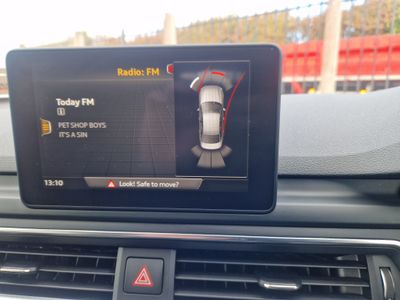 Radio: FM
Today FM
PET SHOP BOYS
IT'S A SIN
13:10
Look! Safe to move?